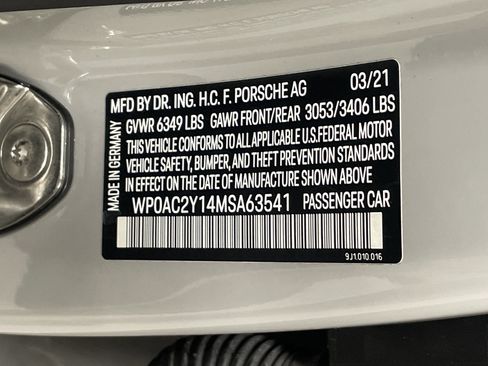 MFD BY DR. ING. H.C. F. PORSCHE AG 03/21
GVWR 6349 LBS GAWR FRONT/REAR 3053/3406 LBS
THIS VEHICLE CONFORMS TO ALL APPLICABLE U.S.FEDERAL MOTOR
VEHICLE SAFETY, BUMPER, AND THEFT PREVENTION STANDARDS
IN EFFECT ON THE DATE OF MANUFACTURE SHOWN ABOVE
WP0AC2Y14MSA63541 PASSENGER CAR
9J1.010.016
MADE IN GERMANY